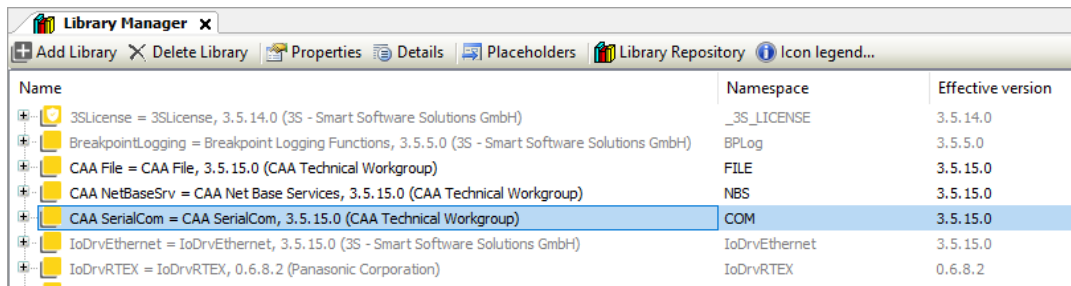 Library Manager x
Add Library Delete Library Properties Details Placeholders Library Repository Icon legend...
Name Namespace Effective version
3SLicense = 3SLicense, 3.5.14.0 (3S - Smart Software Solutions GmbH) _3S_LICENSE 3.5.14.0
BreakpointLogging = Breakpoint Logging Functions, 3.5.5.0 (3S - Smart Software Solutions GmbH) BPLog 3.5.5.0
CAA File = CAA File, 3.5.15.0 (CAA Technical Workgroup) FILE 3.5.15.0
CAA NetBaseSrv = CAA Net Base Services, 3.5.15.0 (CAA Technical Workgroup) NBS 3.5.15.0
CAA SerialCom = CAA SerialCom, 3.5.15.0 (CAA Technical Workgroup) COM 3.5.15.0
IoDrvEthernet = IoDrvEthernet, 3.5.15.0 (3S - Smart Software Solutions GmbH) IoDrvEthernet 3.5.15.0
IoDrvRTEX = IoDrvRTEX, 0.6.8.2 (Panasonic Corporation) IoDrvRTEX 0.6.8.2